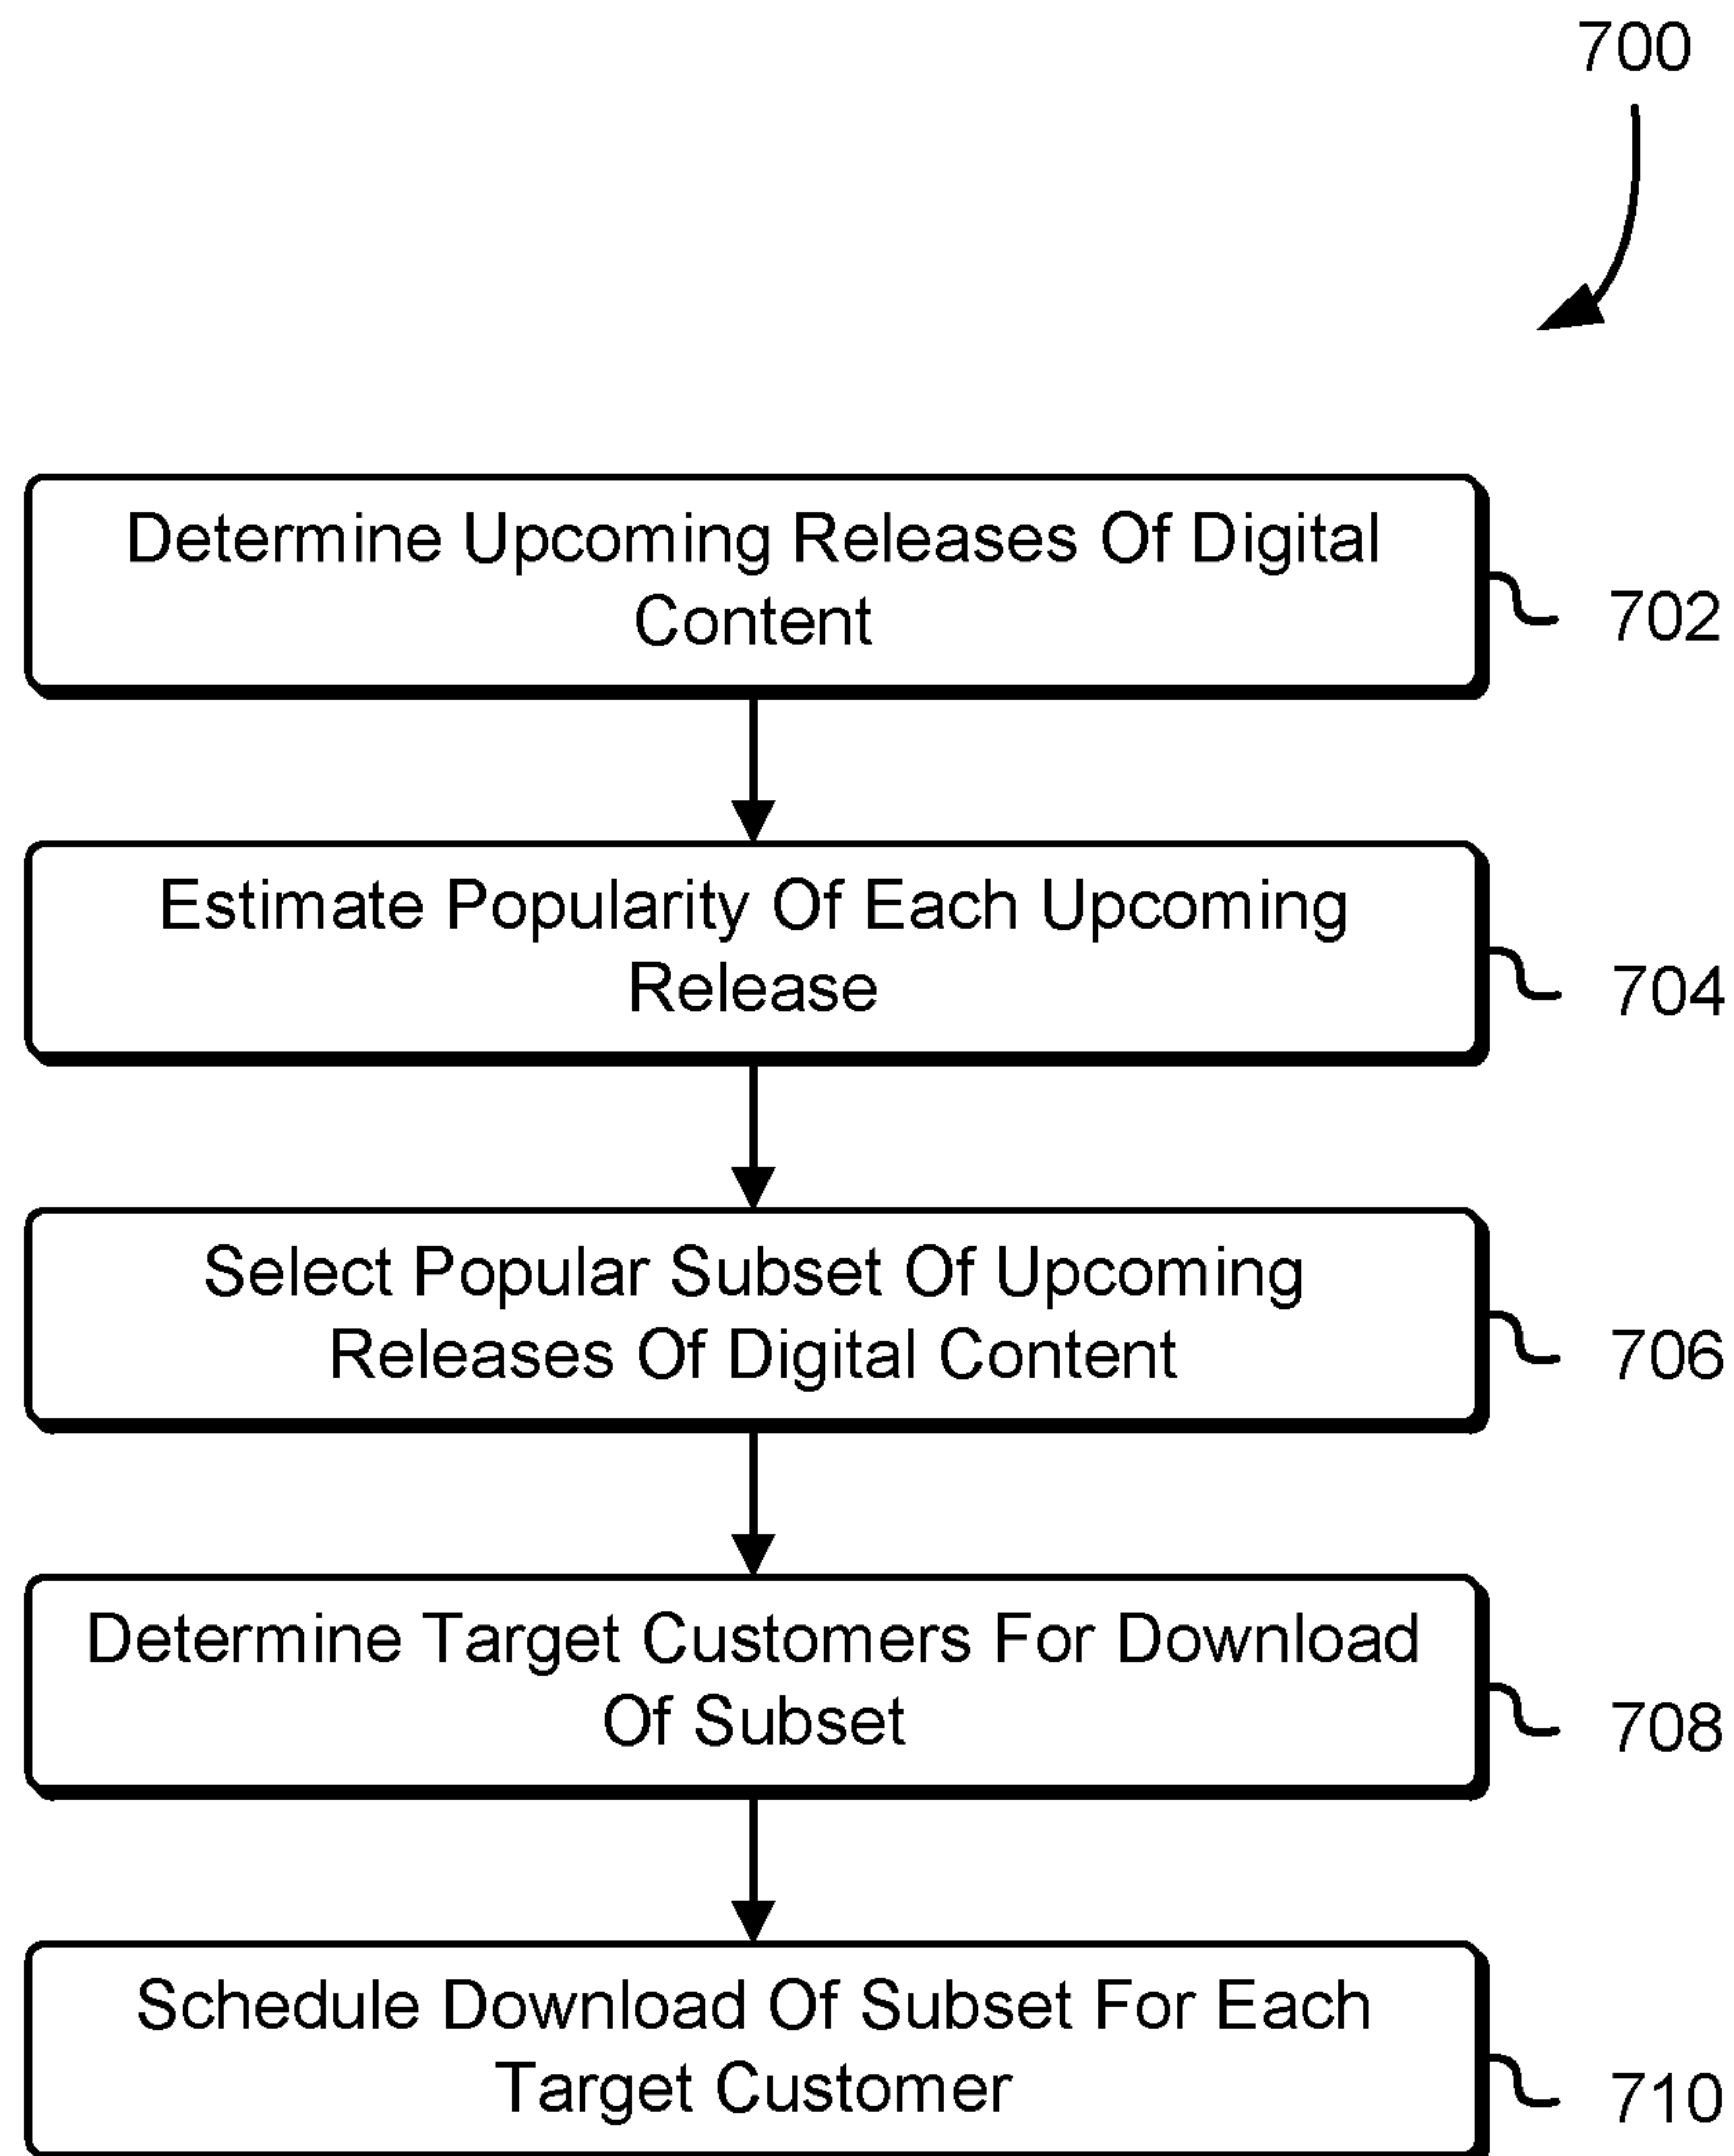 700
Determine Upcoming Releases Of Digital
Content
702
Estimate Popularity Of Each Upcoming
Release
704
Select Popular Subset Of Upcoming
Releases Of Digital Content
706
Determine Target Customers For Download
Of Subset
708
Schedule Download Of Subset For Each
Target Customer
710